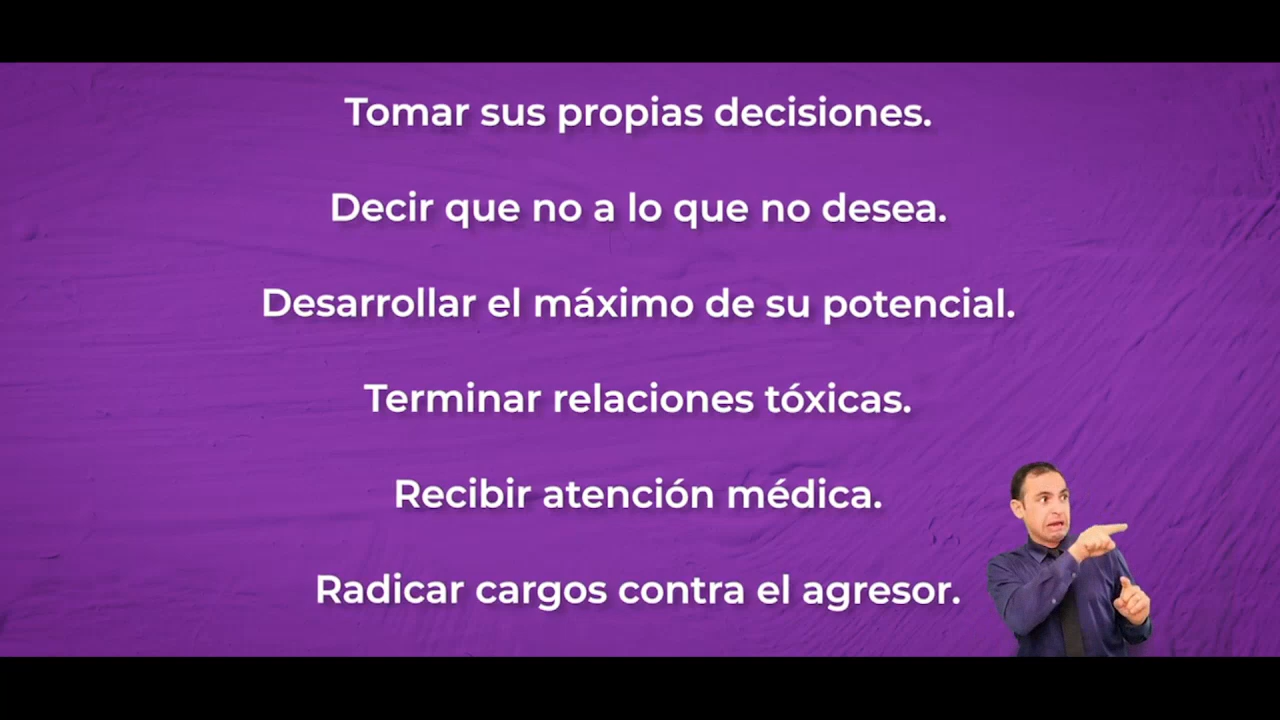 Tomar sus propias decisiones.
Decir que no a lo que no desea.
Desarrollar el máximo de su potencial.
Terminar relaciones tóxicas.
Recibir atención médica.
Radicar cargos contra el agresor.